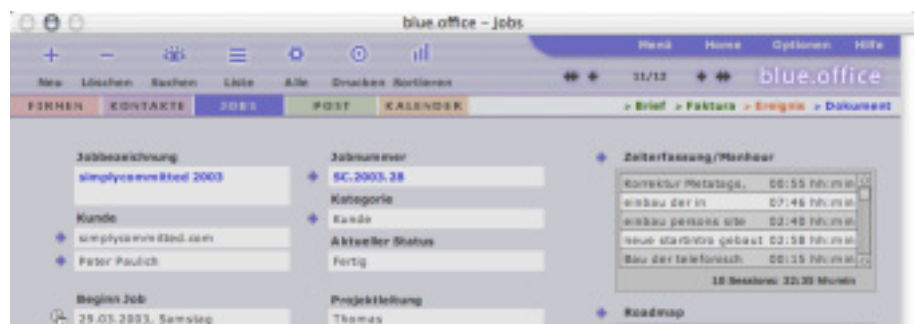 blue.office – Jobs
Menü Home Optionen Hilfe
Neu Löschen Suchen Liste Alle Drucken Sortieren
11/12
blue.office
FIRMEN KONTAKTE JOBS POST KALENDER
> Brief > Faktura > Ereignis > Dokument
Jobbezeichnung
simplycommitted 2003
Jobnummer
SC.2003.28
Zeiterfassung/Manhour
Korrektur Metatags, 00:55 hh:min
einbau der in 07:46 hh:min
einbau persons site 02:40 hh:min
neue startintro gebaut 02:58 hh:min
Bau der telefonisch 00:15 hh:min
10 Sessions: 32:35 hh:min
Kategorie
Kunde
Kunde
simplycommitted.com
Peter Paulich
Aktueller Status
Fertig
Beginn Job
29.03.2003, Samstag
Projektleitung
Thomas
Roadmap